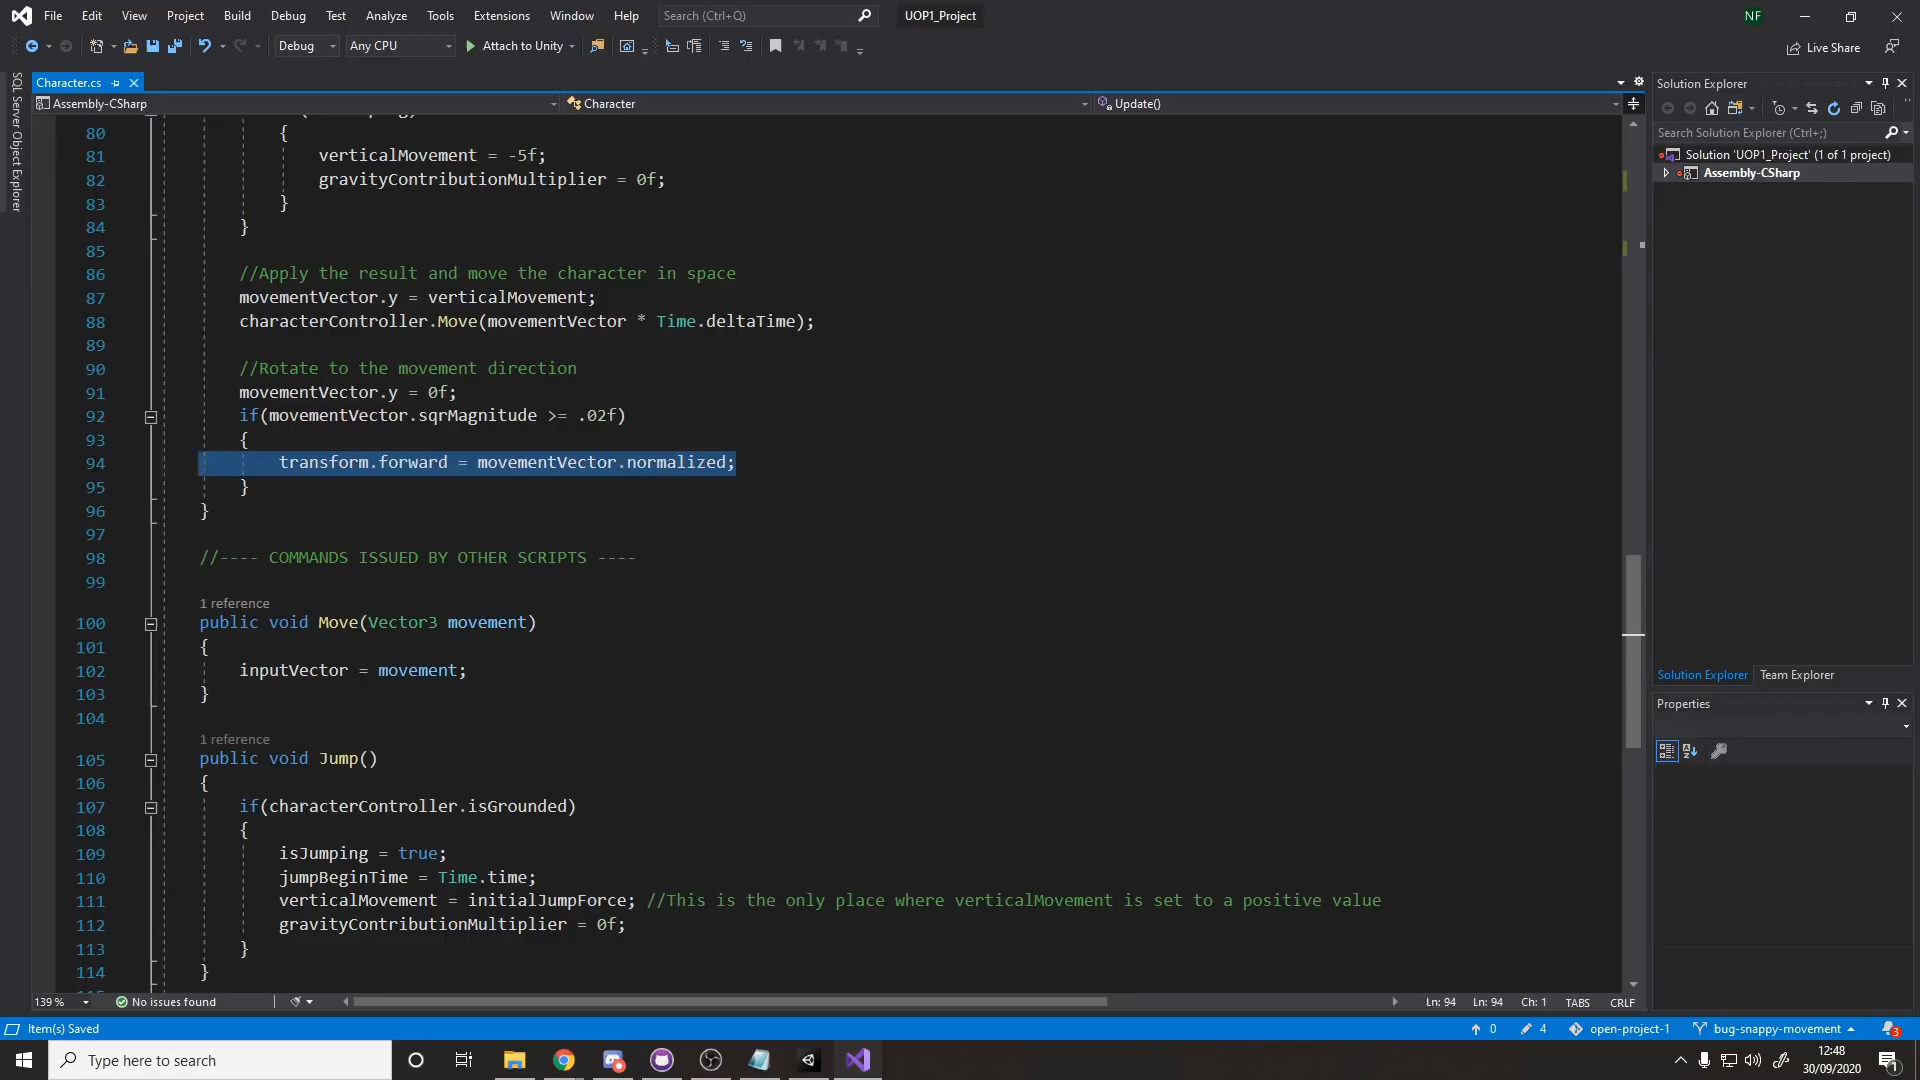 File Edit View Project Build Debug Test Analyze Tools Extensions Window Help Search (Ctrl+Q) UOP1_Project NF
Debug Any CPU Attach to Unity Live Share
SQL Server Object Explorer
Character.cs
Assembly-CSharp Character Update()
80 {
81 verticalMovement = -5f;
82 gravityContributionMultiplier = 0f;
83 }
84 }
85
86 //Apply the result and move the character in space
87 movementVector.y = verticalMovement;
88 characterController.Move(movementVector * Time.deltaTime);
89
90 //Rotate to the movement direction
91 movementVector.y = 0f;
92 if(movementVector.sqrMagnitude >= .02f)
93 {
94 transform.forward = movementVector.normalized;
95 }
96 }
97
98 //---- COMMANDS ISSUED BY OTHER SCRIPTS ----
99
1 reference
100 public void Move(Vector3 movement)
101 {
102 inputVector = movement;
103 }
104
1 reference
105 public void Jump()
106 {
107 if(characterController.isGrounded)
108 {
109 isJumping = true;
110 jumpBeginTime = Time.time;
111 verticalMovement = initialJumpForce; //This is the only place where verticalMovement is set to a positive value
112 gravityContributionMultiplier = 0f;
113 }
114 }
139 % No issues found Ln: 94 Ln: 94 Ch: 1 TABS CRLF
Solution Explorer
Search Solution Explorer (Ctrl+;)
Solution 'UOP1_Project' (1 of 1 project)
Assembly-CSharp
Solution Explorer Team Explorer
Properties
Item(s) Saved 0 4 open-project-1 bug-snappy-movement 3
Type here to search
12:48
30/09/2020
1